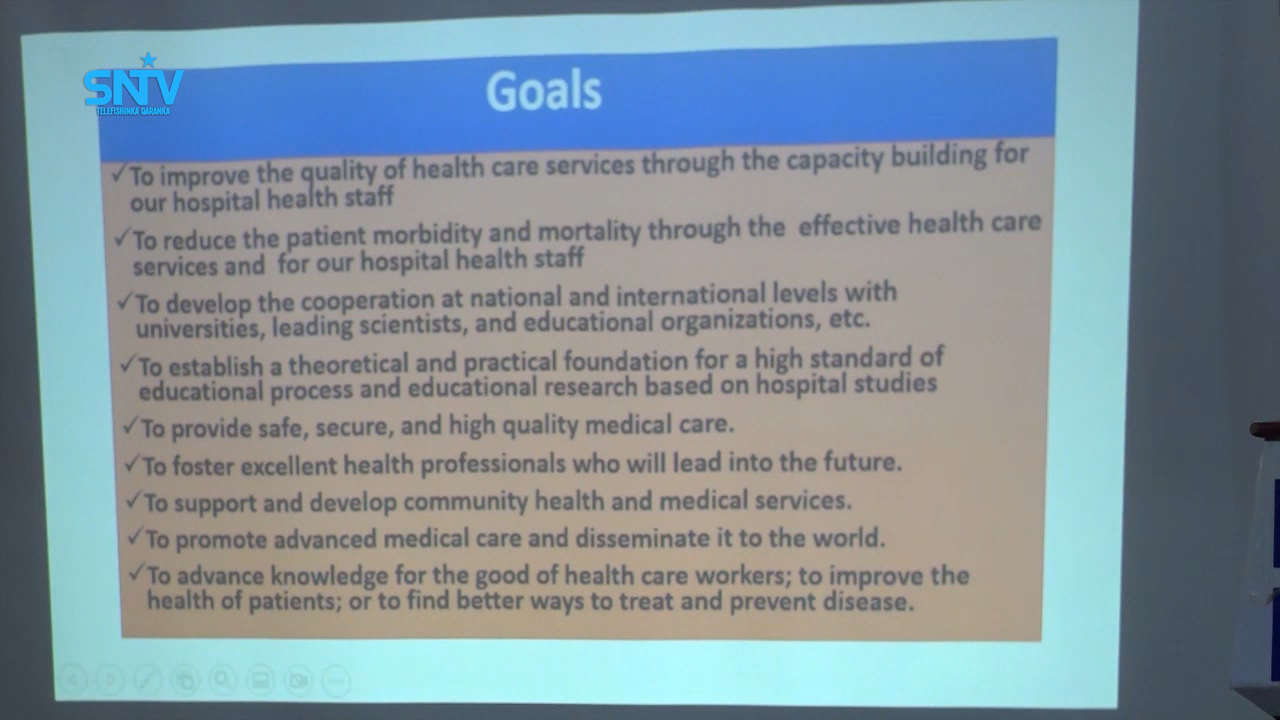 SNTV
TELEFISHINKA QARANKA
Goals
✓To improve the quality of health care services through the capacity building for
our hospital health staff
✓To reduce the patient morbidity and mortality through the effective health care
services and for our hospital health staff
✓To develop the cooperation at national and international levels with
universities, leading scientists, and educational organizations, etc.
✓To establish a theoretical and practical foundation for a high standard of
educational process and educational research based on hospital studies
✓To provide safe, secure, and high quality medical care.
✓To foster excellent health professionals who will lead into the future.
✓To support and develop community health and medical services.
✓To promote advanced medical care and disseminate it to the world.
✓To advance knowledge for the good of health care workers; to improve the
health of patients; or to find better ways to treat and prevent disease.